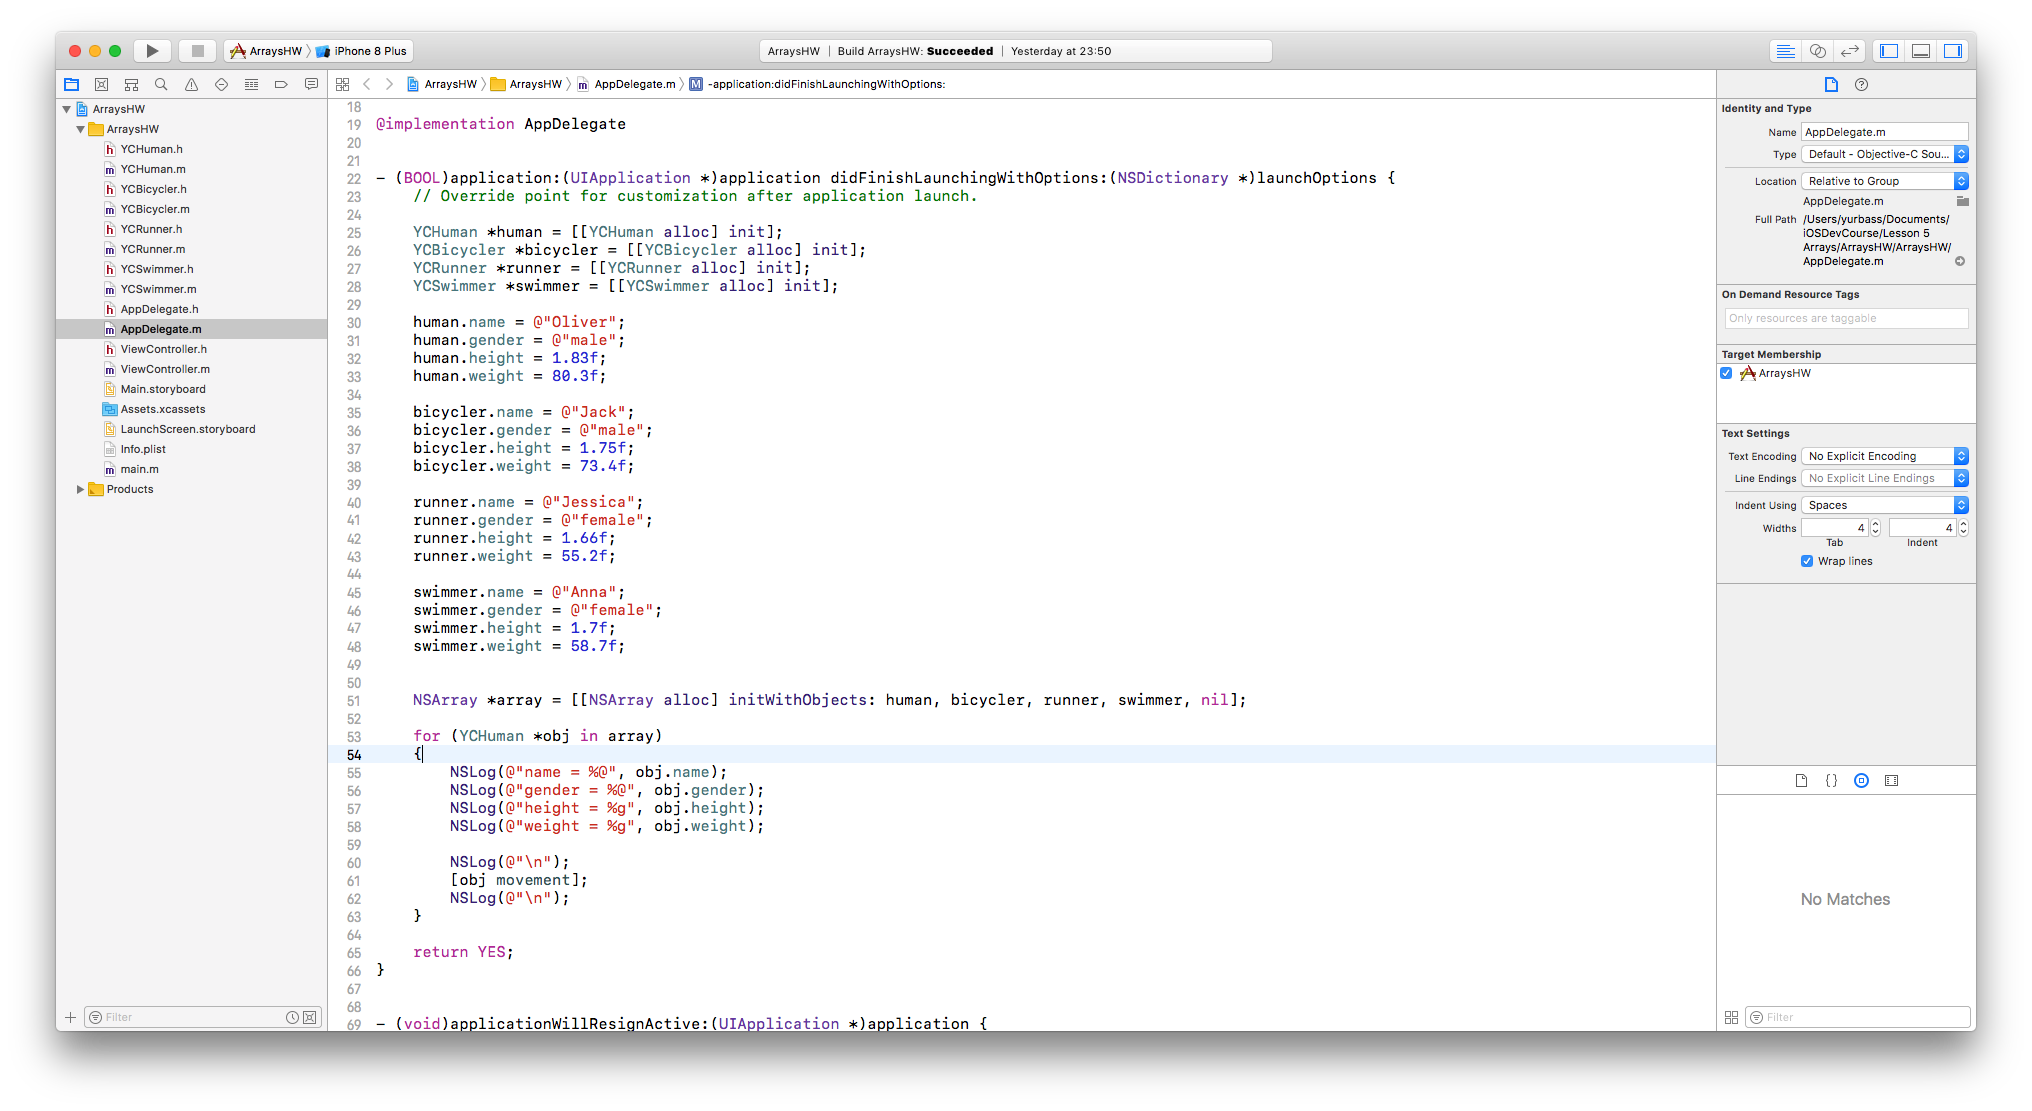 ArraysHW 〉 iPhone 8 Plus
ArraysHW | Build ArraysHW: Succeeded | Yesterday at 23:50
ArraysHW 〉 ArraysHW 〉 AppDelegate.m 〉 M -application:didFinishLaunchingWithOptions:
ArraysHW
ArraysHW
h YCHuman.h
m YCHuman.m
h YCBicycler.h
m YCBicycler.m
h YCRunner.h
m YCRunner.m
h YCSwimmer.h
m YCSwimmer.m
h AppDelegate.h
m AppDelegate.m
h ViewController.h
m ViewController.m
Main.storyboard
Assets.xcassets
LaunchScreen.storyboard
Info.plist
m main.m
Products
Filter
18
19 @implementation AppDelegate
20
21
22 - (BOOL)application:(UIApplication *)application didFinishLaunchingWithOptions:(NSDictionary *)launchOptions {
23 // Override point for customization after application launch.
24
25 YCHuman *human = [[YCHuman alloc] init];
26 YCBicycler *bicycler = [[YCBicycler alloc] init];
27 YCRunner *runner = [[YCRunner alloc] init];
28 YCSwimmer *swimmer = [[YCSwimmer alloc] init];
29
30 human.name = @"Oliver";
31 human.gender = @"male";
32 human.height = 1.83f;
33 human.weight = 80.3f;
34
35 bicycler.name = @"Jack";
36 bicycler.gender = @"male";
37 bicycler.height = 1.75f;
38 bicycler.weight = 73.4f;
39
40 runner.name = @"Jessica";
41 runner.gender = @"female";
42 runner.height = 1.66f;
43 runner.weight = 55.2f;
44
45 swimmer.name = @"Anna";
46 swimmer.gender = @"female";
47 swimmer.height = 1.7f;
48 swimmer.weight = 58.7f;
49
50
51 NSArray *array = [[NSArray alloc] initWithObjects: human, bicycler, runner, swimmer, nil];
52
53 for (YCHuman *obj in array)
54 {
55 NSLog(@"name = %@", obj.name);
56 NSLog(@"gender = %@", obj.gender);
57 NSLog(@"height = %g", obj.height);
58 NSLog(@"weight = %g", obj.weight);
59
60 NSLog(@"\n");
61 [obj movement];
62 NSLog(@"\n");
63 }
64
65 return YES;
66 }
67
68
69 - (void)applicationWillResignActive:(UIApplication *)application {
Identity and Type
Name AppDelegate.m
Type Default - Objective-C Sou...
Location Relative to Group
AppDelegate.m
Full Path /Users/yurbass/Documents/
iOSDevCourse/Lesson 5
Arrays/ArraysHW/ArraysHW/
AppDelegate.m
On Demand Resource Tags
Only resources are taggable
Target Membership
ArraysHW
Text Settings
Text Encoding No Explicit Encoding
Line Endings No Explicit Line Endings
Indent Using Spaces
Widths 4 4
Tab Indent
Wrap lines
{}
No Matches
Filter